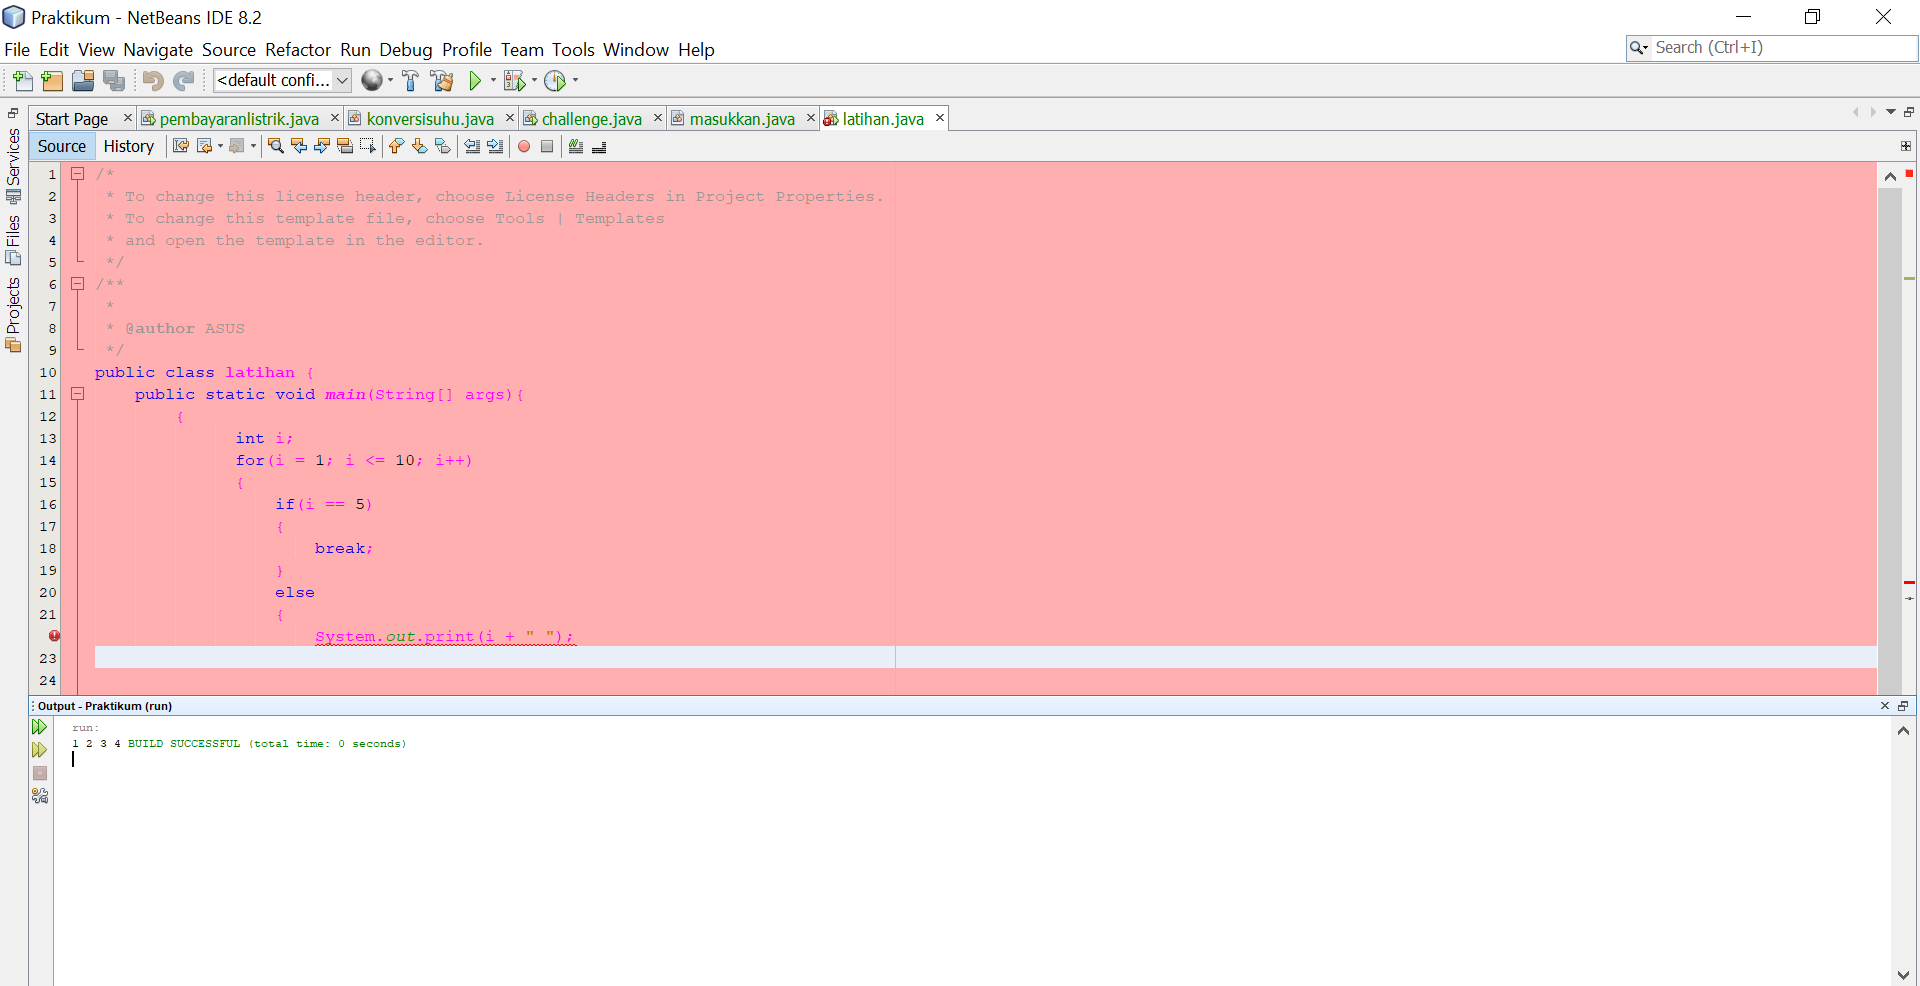 Praktikum - NetBeans IDE 8.2
File Edit View Navigate Source Refactor Run Debug Profile Team Tools Window Help
Search (Ctrl+I)
<default confi...
Start Page
pembayaranlistrik.java
konversisuhu.java
challenge.java
masukkan.java
latihan.java
Services
Files
Projects
Source History
1 /*
2 * To change this license header, choose License Headers in Project Properties.
3 * To change this template file, choose Tools | Templates
4 * and open the template in the editor.
5 */
6 /**
7 *
8 * @author ASUS
9 */
10 public class latihan {
11 public static void main(String[] args){
12 {
13 int i;
14 for(i = 1; i <= 10; i++)
15 {
16 if(i == 5)
17 {
18 break;
19 }
20 else
21 {
System.out.print(i + " ");
23
24
Output - Praktikum (run)
run:
1 2 3 4 BUILD SUCCESSFUL (total time: 0 seconds)